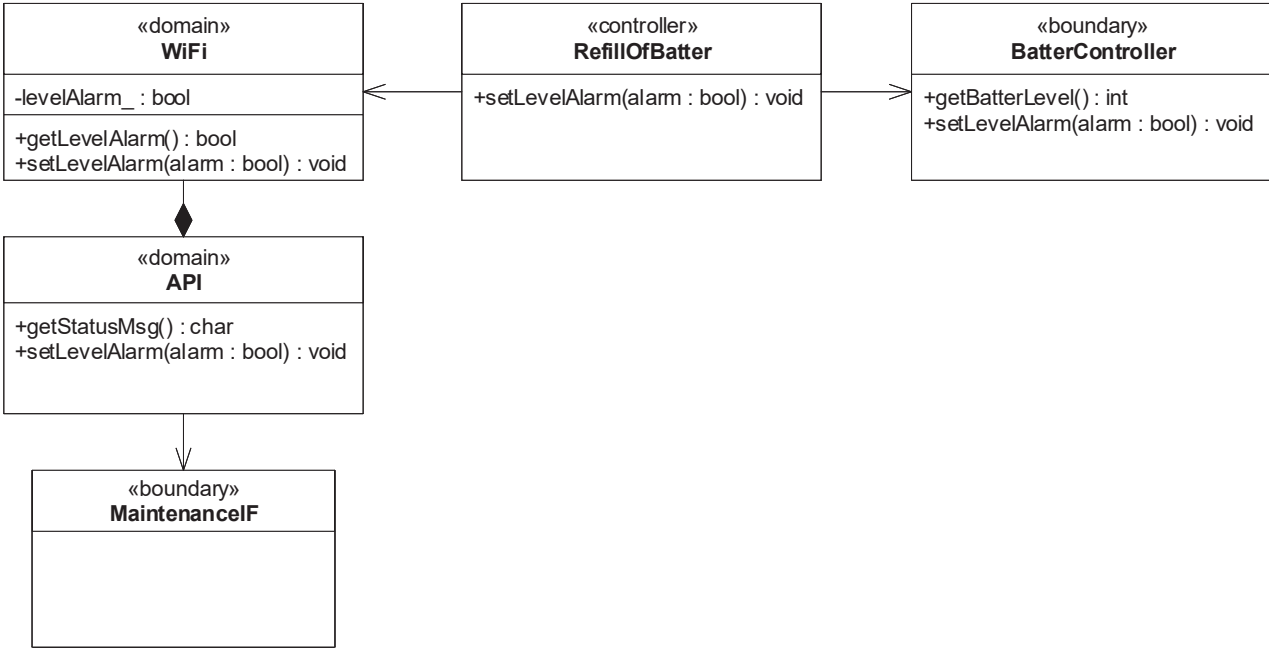 «domain»
WiFi
-levelAlarm_ : bool
+getLevelAlarm() : bool
+setLevelAlarm(alarm : bool) : void
«controller»
RefillOfBatter
+setLevelAlarm(alarm : bool) : void
«boundary»
BatterController
+getBatterLevel() : int
+setLevelAlarm(alarm : bool) : void
«domain»
API
+getStatusMsg() : char
+setLevelAlarm(alarm : bool) : void
«boundary»
MaintenanceIF